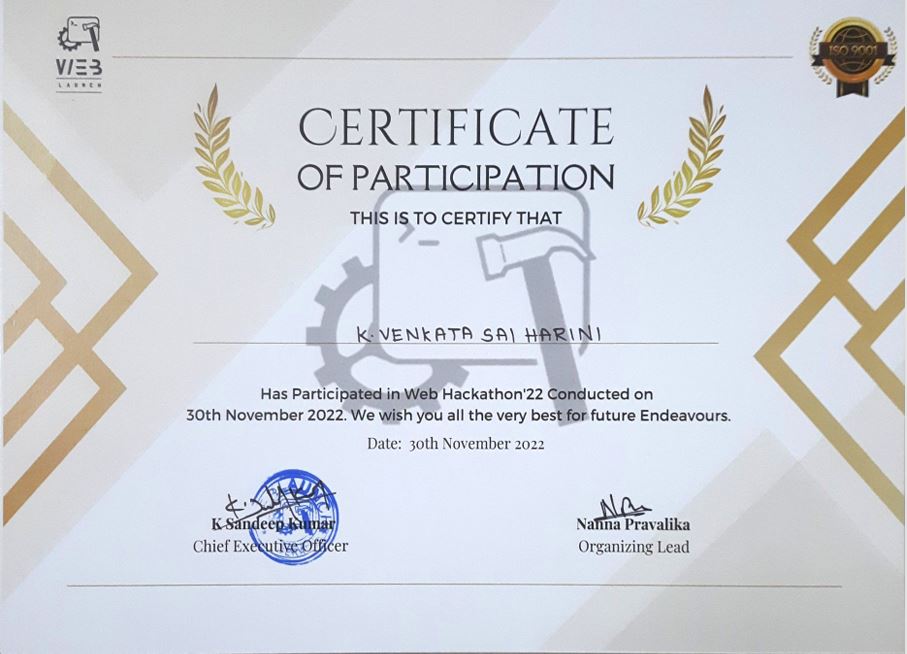 WEB
LAUNCH
ISO 9001
CERTIFICATE
OF PARTICIPATION
THIS IS TO CERTIFY THAT
K. VENKATA SAI HARINI
Has Participated in Web Hackathon'22 Conducted on
30th November 2022. We wish you all the very best for future Endeavours.
Date: 30th November 2022
K Sandeep Kumar
Chief Executive Officer
Nanna Pravalika
Organizing Lead